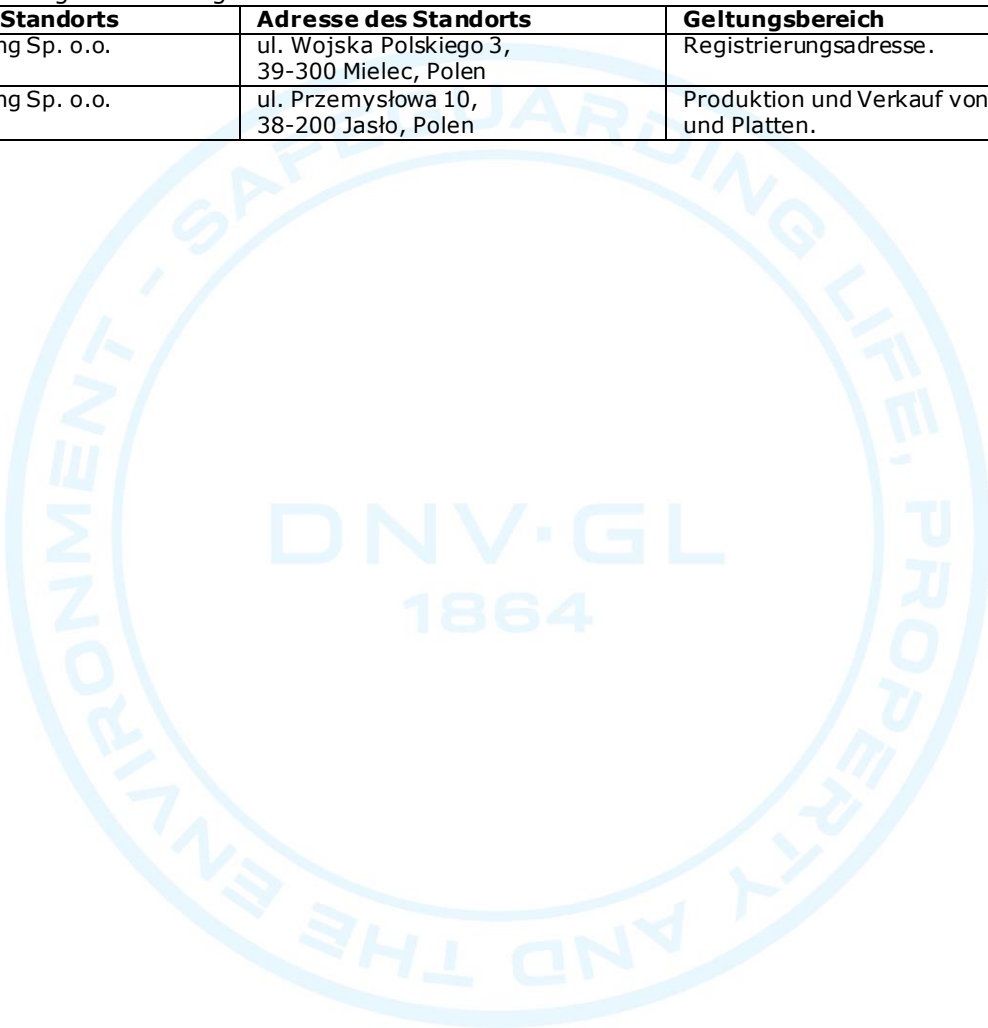 Standorts Adresse des Standorts Geltungsbereich
ng Sp. o.o. ul. Wojska Polskiego 3, Registrierungsadresse.
39-300 Mielec, Polen
ng Sp. o.o. ul. Przemysłowa 10, Produktion und Verkauf von
38-200 Jasło, Polen und Platten.
SAFEGUARDING LIFE, PROPERTY AND THE ENVIRONMENT -
DNV·GL
1864